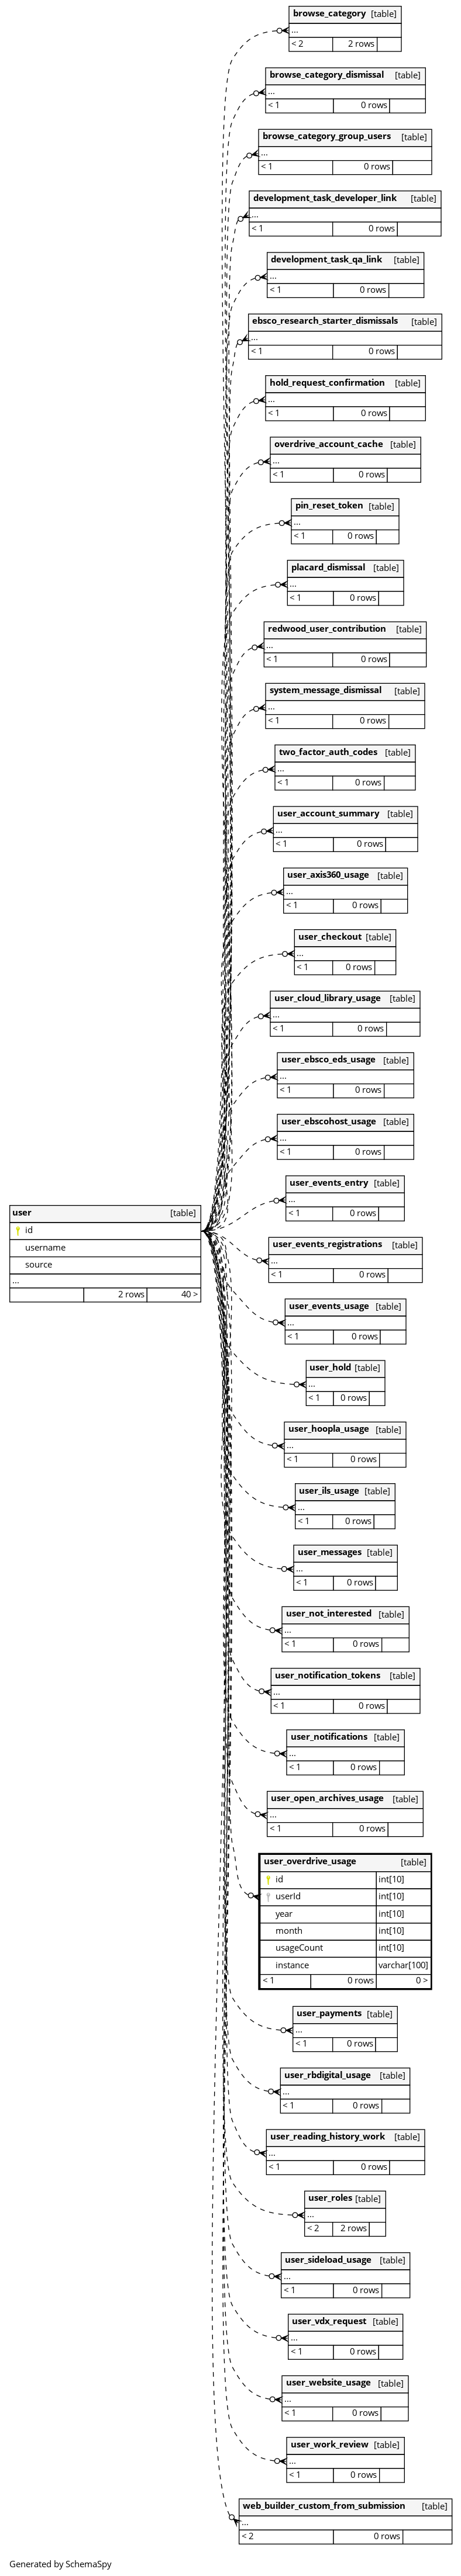 browse_category [table]
...
< 2 2 rows
browse_category_dismissal [table]
...
< 1 0 rows
browse_category_group_users [table]
...
< 1 0 rows
development_task_developer_link [table]
...
< 1 0 rows
development_task_qa_link [table]
...
< 1 0 rows
ebsco_research_starter_dismissals [table]
...
< 1 0 rows
hold_request_confirmation [table]
...
< 1 0 rows
overdrive_account_cache [table]
...
< 1 0 rows
pin_reset_token [table]
...
< 1 0 rows
placard_dismissal [table]
...
< 1 0 rows
redwood_user_contribution [table]
...
< 1 0 rows
system_message_dismissal [table]
...
< 1 0 rows
two_factor_auth_codes [table]
...
< 1 0 rows
user_account_summary [table]
...
< 1 0 rows
user_axis360_usage [table]
...
< 1 0 rows
user_checkout [table]
...
< 1 0 rows
user_cloud_library_usage [table]
...
< 1 0 rows
user_ebsco_eds_usage [table]
...
< 1 0 rows
user_ebscohost_usage [table]
...
< 1 0 rows
user_events_entry [table]
...
< 1 0 rows
user [table]
id
username
source
...
2 rows 40 >
user_events_registrations [table]
...
< 1 0 rows
user_events_usage [table]
...
< 1 0 rows
user_hold [table]
...
< 1 0 rows
user_hoopla_usage [table]
...
< 1 0 rows
user_ils_usage [table]
...
< 1 0 rows
user_messages [table]
...
< 1 0 rows
user_not_interested [table]
...
< 1 0 rows
user_notification_tokens [table]
...
< 1 0 rows
user_notifications [table]
...
< 1 0 rows
user_open_archives_usage [table]
...
< 1 0 rows
user_overdrive_usage [table]
id int[10]
userId int[10]
year int[10]
month int[10]
usageCount int[10]
instance varchar[100]
< 1 0 rows 0 >
user_payments [table]
...
< 1 0 rows
user_rbdigital_usage [table]
...
< 1 0 rows
user_reading_history_work [table]
...
< 1 0 rows
user_roles [table]
...
< 2 2 rows
user_sideload_usage [table]
...
< 1 0 rows
user_vdx_request [table]
...
< 1 0 rows
user_website_usage [table]
...
< 1 0 rows
user_work_review [table]
...
< 1 0 rows
web_builder_custom_from_submission [table]
...
< 2 0 rows
Generated by SchemaSpy